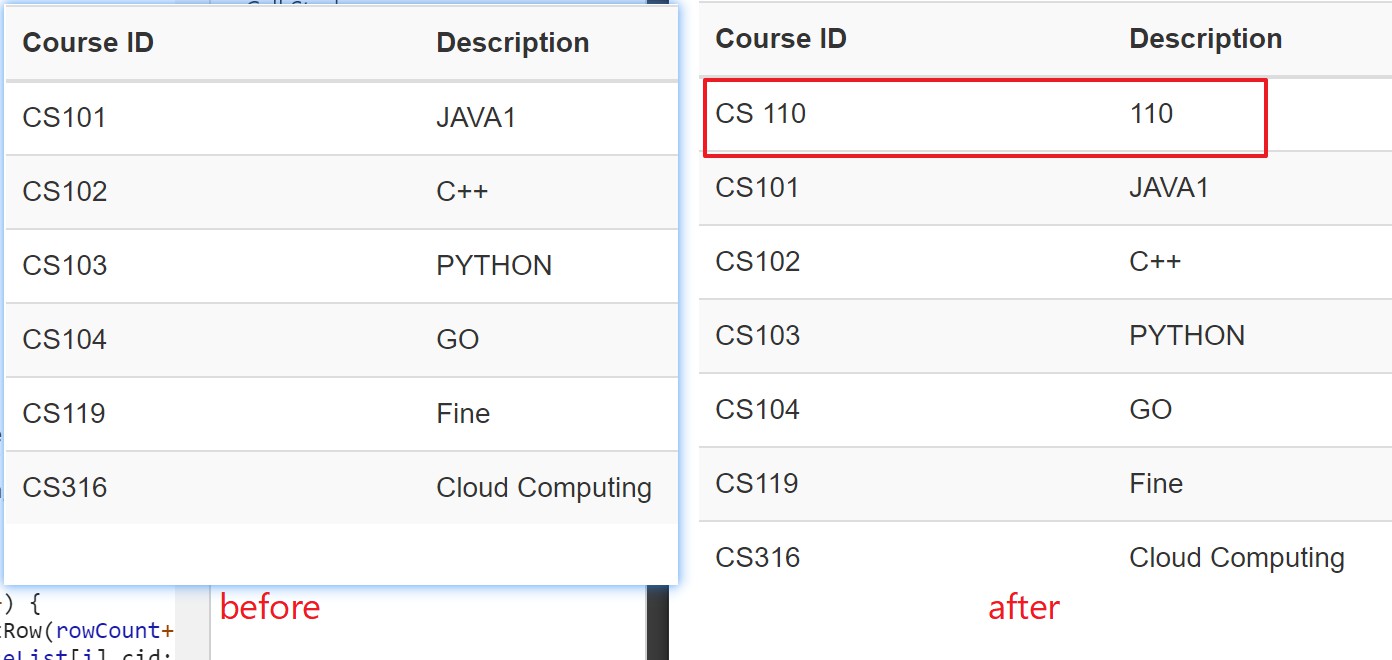 Course ID Description
CS101 JAVA1
CS102 C++
CS103 PYTHON
CS104 GO
CS119 Fine
CS316 Cloud Computing
) {
Row(rowCount+
eList[i].cid;
before
Course ID Description
CS 110 110
CS101 JAVA1
CS102 C++
CS103 PYTHON
CS104 GO
CS119 Fine
CS316 Cloud Computing
after